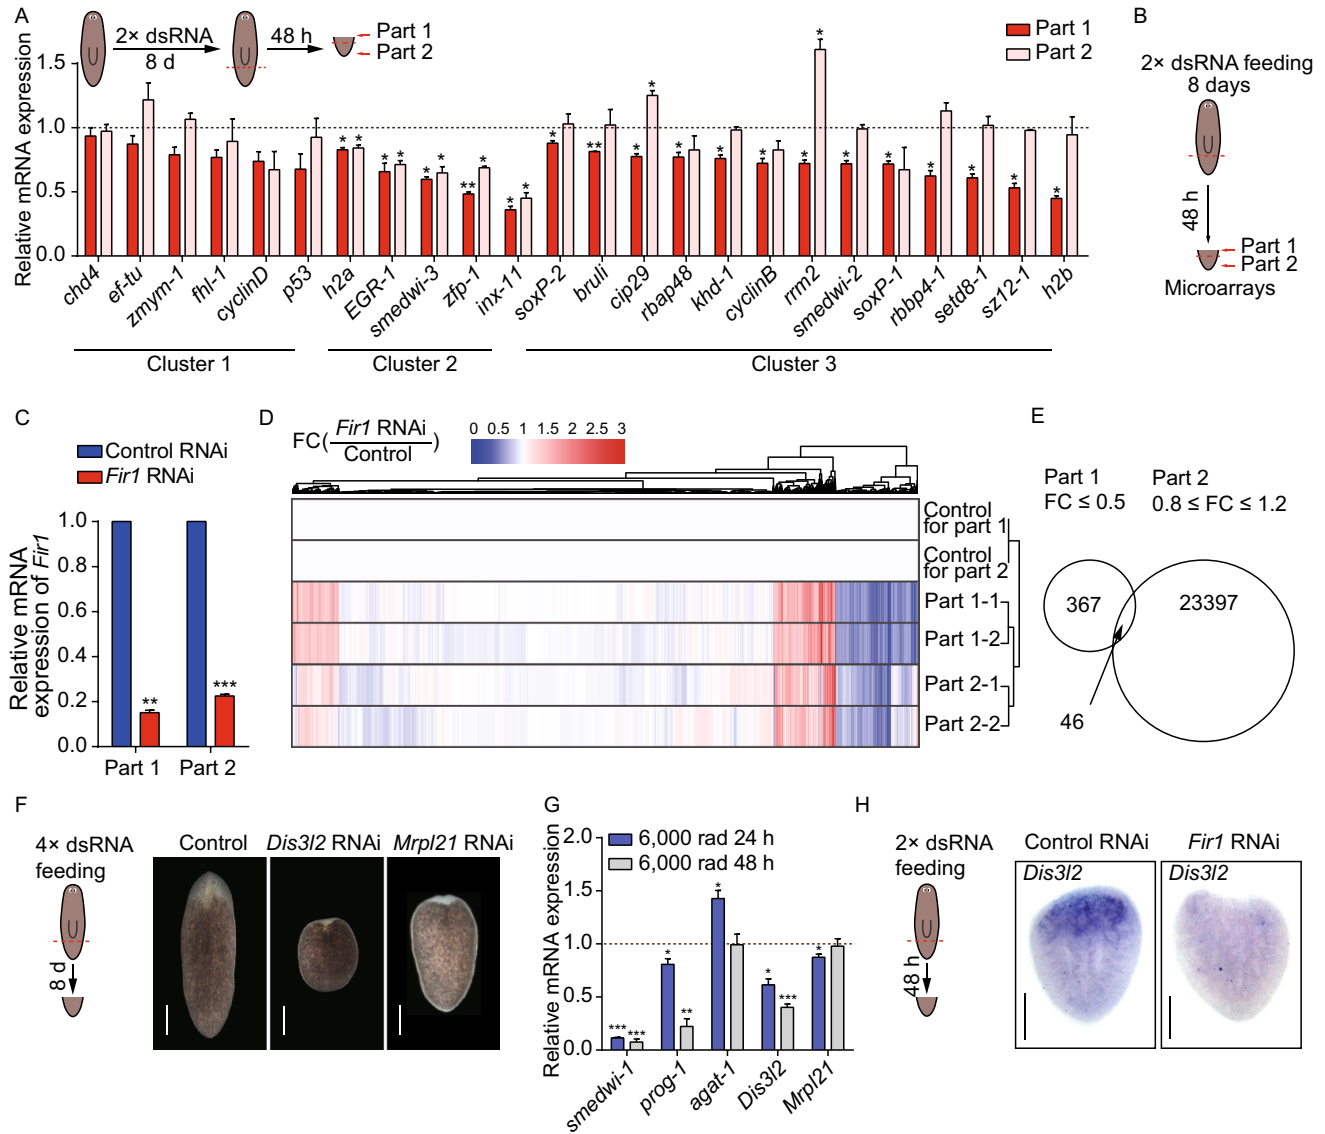 A
2× dsRNA
8 d
48 h
Part 1
Part 2
Part 1
Part 2
Relative mRNA expression
1.5
1.0
0.5
0.0
* * * * * * ** * * * * ** * * * * * * * * * * * * *
chd4 ef-tu zmym-1 fhl-1 cyclinD p53 h2a EGR-1 smedwi-3 zfp-1 inx-11 soxP-2 bruli cip29 rbap48 khd-1 cyclinB rrm2 smedwi-2 soxP-1 rbbp4-1 setd8-1 sz12-1 h2b
Cluster 1 Cluster 2 Cluster 3
B
2× dsRNA feeding
8 days
48 h
Part 1
Part 2
Microarrays
C
Control RNAi
Fir1 RNAi
Relative mRNA
expression of Fir1
1.0
0.8
0.6
0.4
0.2
0.0
** ***
Part 1 Part 2
D
FC(Fir1 RNAi/Control)
0 0.5 1 1.5 2 2.5 3
Control
for part 1
Control
for part 2
Part 1-1
Part 1-2
Part 2-1
Part 2-2
E
Part 1 Part 2
FC ≤ 0.5 0.8 ≤ FC ≤ 1.2
367 23397
46
F
4× dsRNA
feeding
8 d
Control Dis3l2 RNAi Mrpl21 RNAi
G
6,000 rad 24 h
6,000 rad 48 h
Relative mRNA expression
2.0
1.5
1.0
0.5
0.0
*** *** * ** * * *** *
smedwi-1 prog-1 agat-1 Dis3l2 Mrpl21
H
2× dsRNA
feeding
48 h
Control RNAi Fir1 RNAi
Dis3l2 Dis3l2